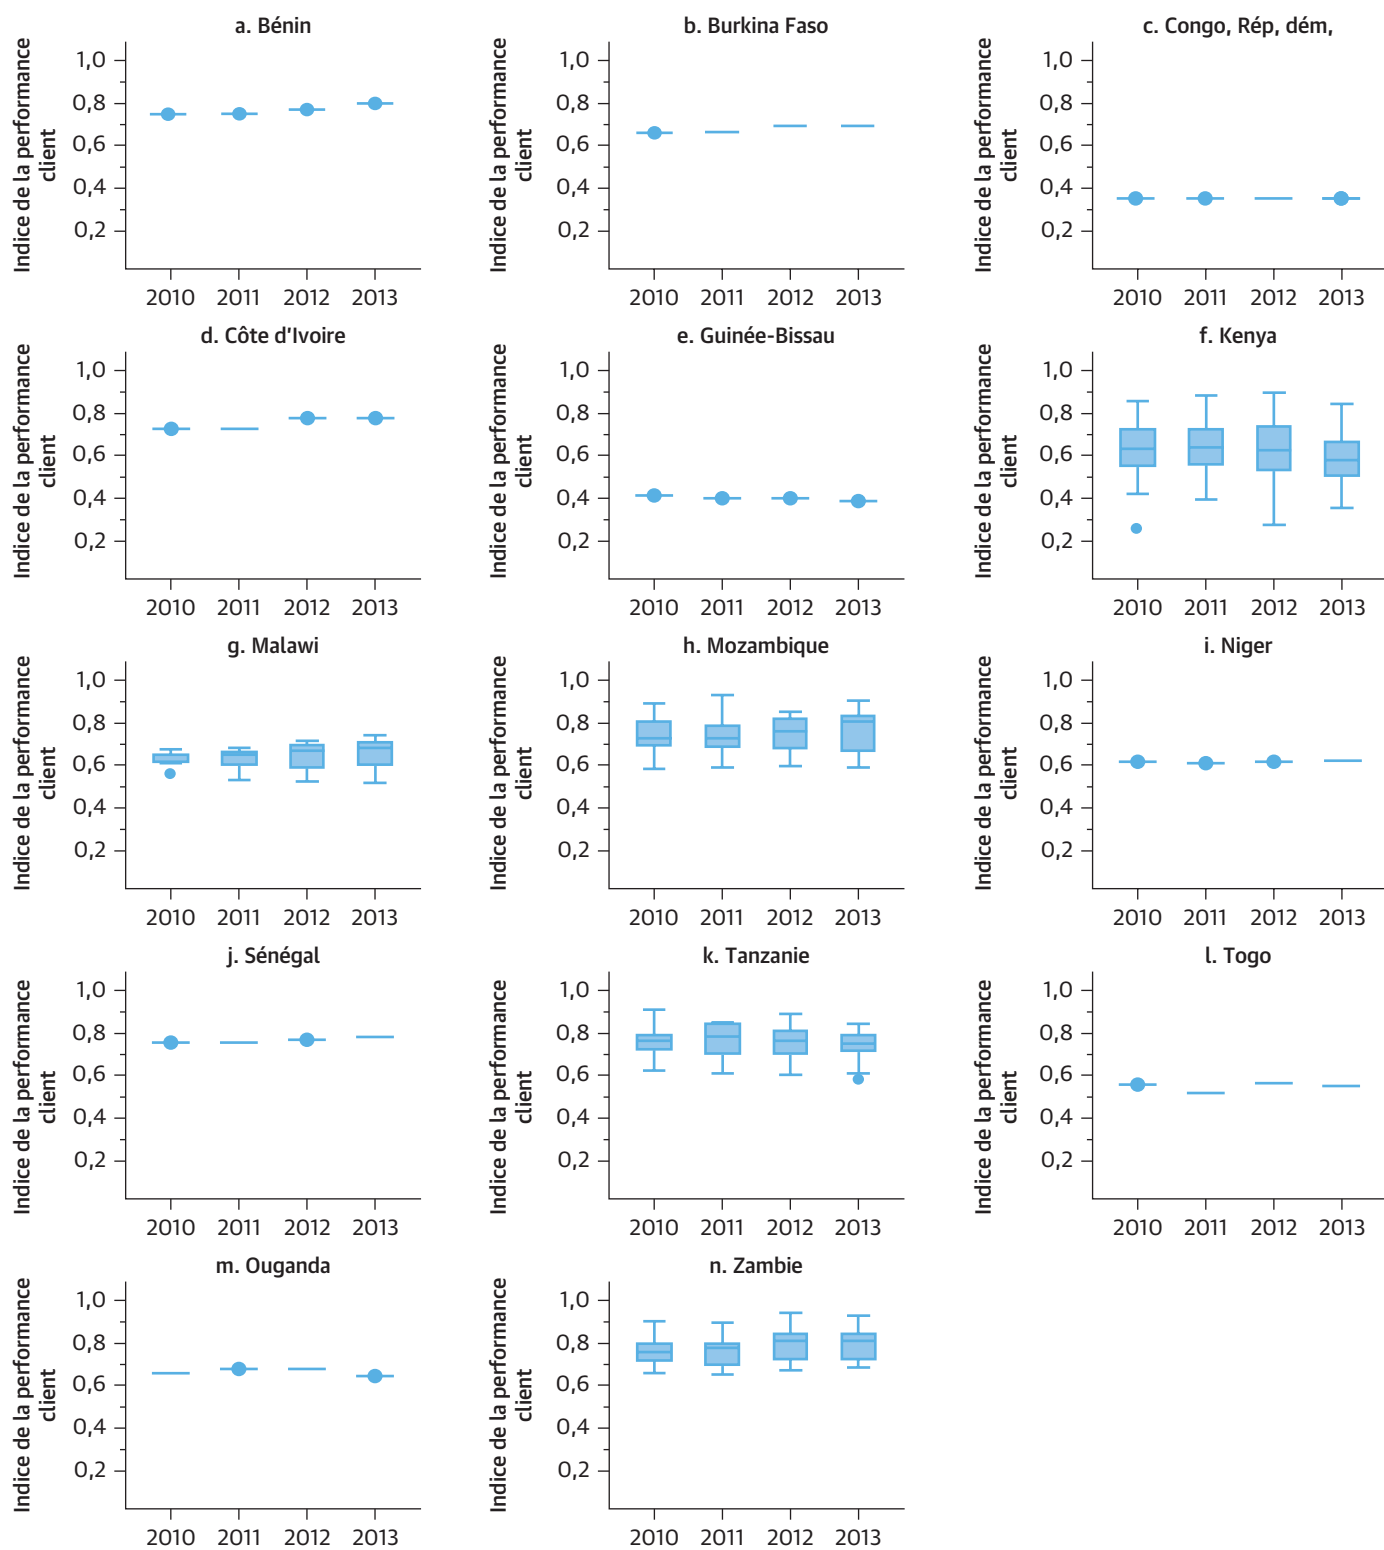 a. Bénin
Indice de la performance
client
1,0
0,8
0,6
0,4
0,2
2010 2011 2012 2013
b. Burkina Faso
Indice de la performance
client
1,0
0,8
0,6
0,4
0,2
2010 2011 2012 2013
c. Congo, Rép, dém,
Indice de la performance
client
1,0
0,8
0,6
0,4
0,2
2010 2011 2012 2013
d. Côte d'Ivoire
Indice de la performance
client
1,0
0,8
0,6
0,4
0,2
2010 2011 2012 2013
e. Guinée-Bissau
Indice de la performance
client
1,0
0,8
0,6
0,4
0,2
2010 2011 2012 2013
f. Kenya
Indice de la performance
client
1,0
0,8
0,6
0,4
0,2
2010 2011 2012 2013
g. Malawi
Indice de la performance
client
1,0
0,8
0,6
0,4
0,2
2010 2011 2012 2013
h. Mozambique
Indice de la performance
client
1,0
0,8
0,6
0,4
0,2
2010 2011 2012 2013
i. Niger
Indice de la performance
client
1,0
0,8
0,6
0,4
0,2
2010 2011 2012 2013
j. Sénégal
Indice de la performance
client
1,0
0,8
0,6
0,4
0,2
2010 2011 2012 2013
k. Tanzanie
Indice de la performance
client
1,0
0,8
0,6
0,4
0,2
2010 2011 2012 2013
l. Togo
Indice de la performance
client
1,0
0,8
0,6
0,4
0,2
2010 2011 2012 2013
m. Ouganda
Indice de la performance
client
1,0
0,8
0,6
0,4
0,2
2010 2011 2012 2013
n. Zambie
Indice de la performance
client
1,0
0,8
0,6
0,4
0,2
2010 2011 2012 2013